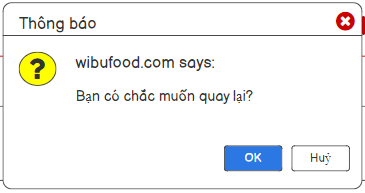 Thông báo
wibufood.com says:
?
Bạn có chắc muốn quay lại?
OK
Huỷ